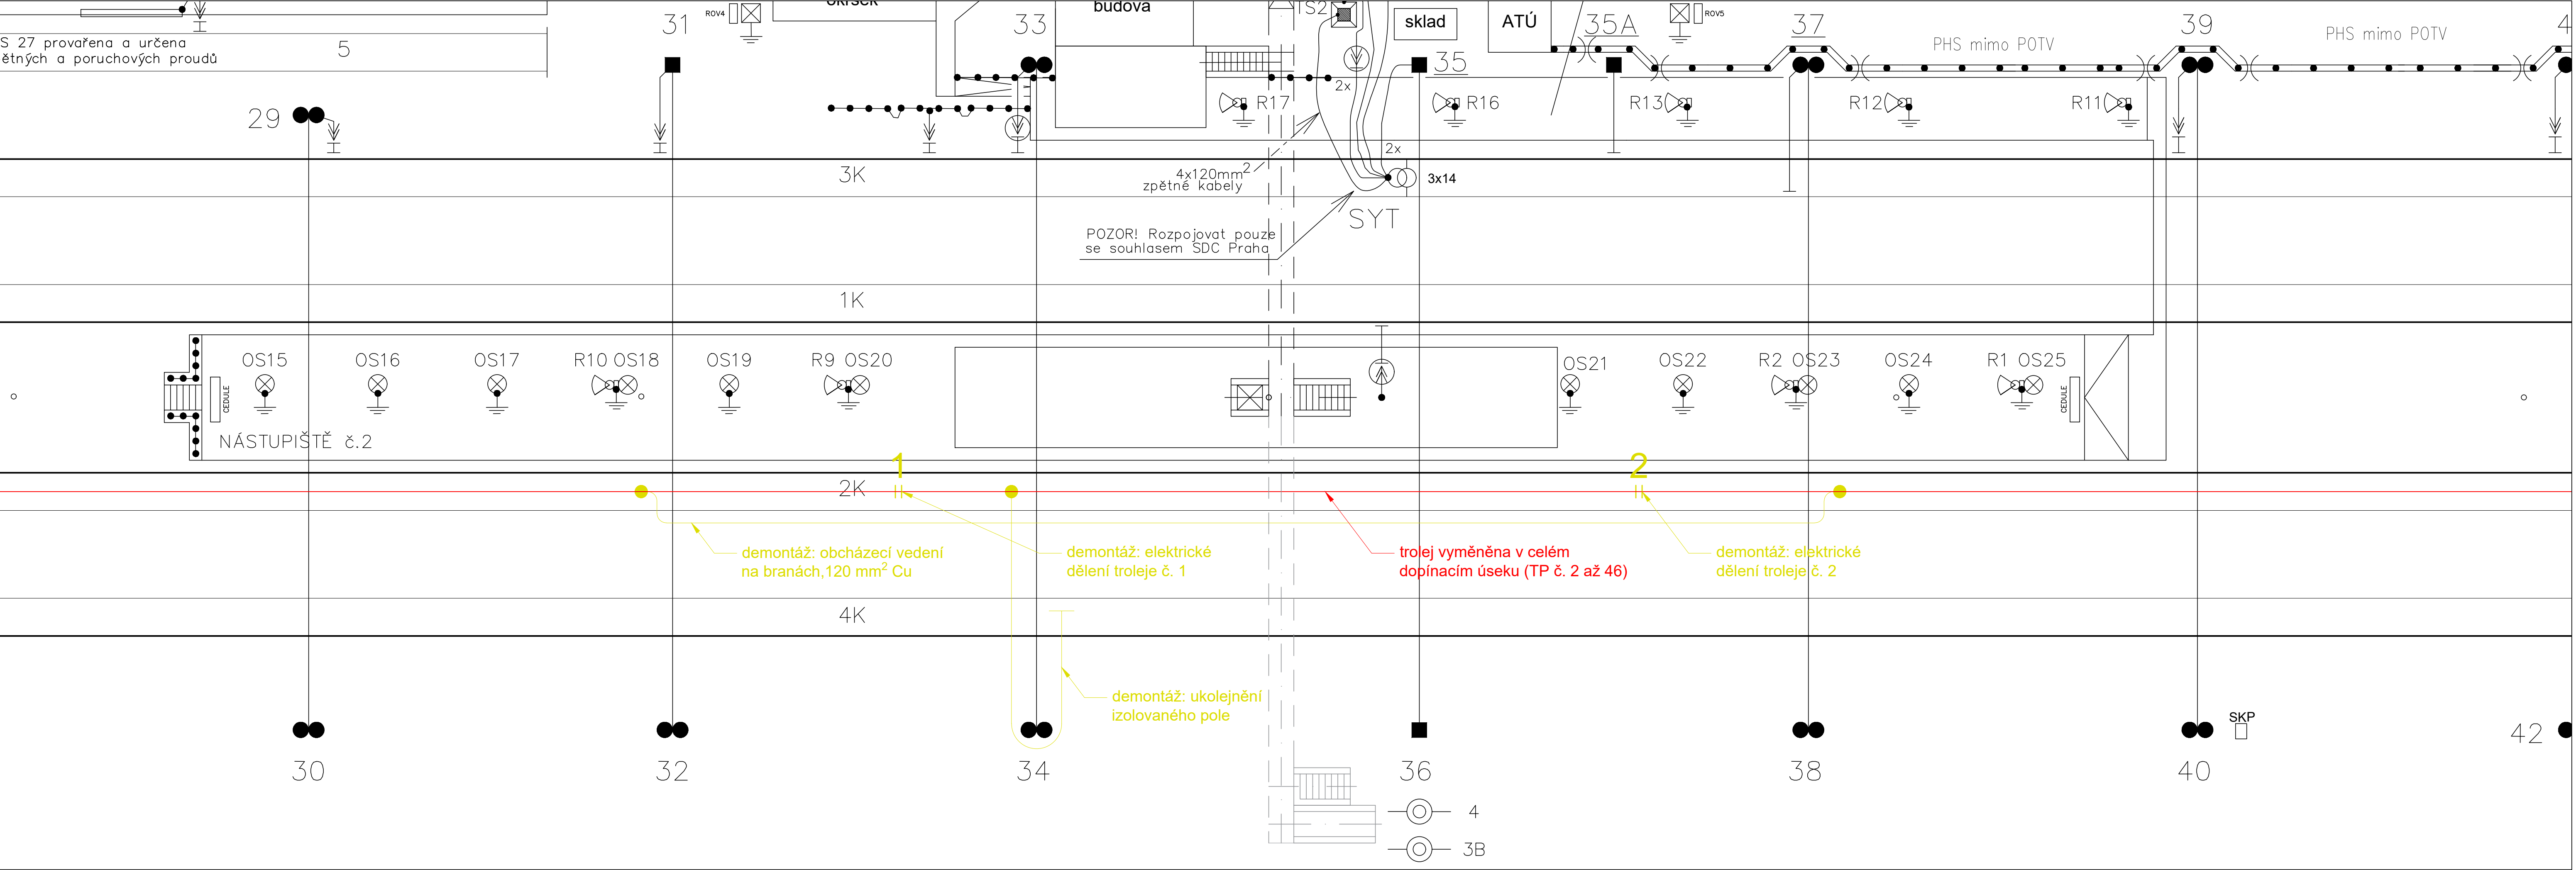 S 27 provařena a určena
ětných a poruchových proudů
5
31
ROV4
33
budova
TS2
sklad
ATÚ
35A
ROV5
37
PHS mimo POTV
39
PHS mimo POTV
29
35
2x
R17
R16
R13
R12
R11
2x
3K
4x120mm²
zpětné kabely
3x14
SYT
POZOR! Rozpojovat pouze
se souhlasem SDC Praha
1K
OS15
OS16
OS17
R10 OS18
OS19
R9 OS20
OS21
OS22
R2 OS23
OS24
R1 OS25
CEDULE
CEDULE
NÁSTUPIŠTĚ č.2
1
2
2K
demontáž: obcházecí vedení
na branách,120 mm² Cu
demontáž: elektrické
dělení troleje č. 1
trolej vyměněna v celém
dopínacím úseku (TP č. 2 až 46)
demontáž: elektrické
dělení troleje č. 2
4K
demontáž: ukolejnění
izolovaného pole
SKP
42
30
32
34
36
38
40
4
3B